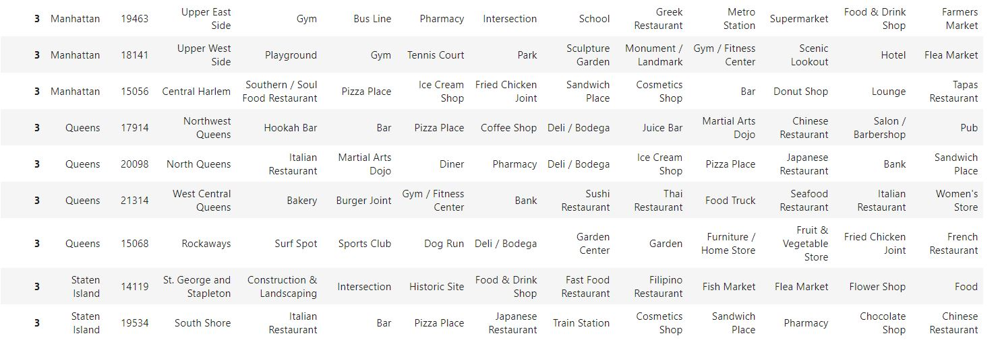 3 Manhattan 19463 Upper East Side Gym Bus Line Pharmacy Intersection School Greek Restaurant Metro Station Supermarket Food & Drink Shop Farmers Market
3 Manhattan 18141 Upper West Side Playground Gym Tennis Court Park Sculpture Garden Monument / Landmark Gym / Fitness Center Scenic Lookout Hotel Flea Market
3 Manhattan 15056 Central Harlem Southern / Soul Food Restaurant Pizza Place Ice Cream Shop Fried Chicken Joint Sandwich Place Cosmetics Shop Bar Donut Shop Lounge Tapas Restaurant
3 Queens 17914 Northwest Queens Hookah Bar Bar Pizza Place Coffee Shop Deli / Bodega Juice Bar Martial Arts Dojo Chinese Restaurant Salon / Barbershop Pub
3 Queens 20098 North Queens Italian Restaurant Martial Arts Dojo Diner Pharmacy Deli / Bodega Ice Cream Shop Pizza Place Japanese Restaurant Bank Sandwich Place
3 Queens 21314 West Central Queens Bakery Burger Joint Gym / Fitness Center Bank Sushi Restaurant Thai Restaurant Food Truck Seafood Restaurant Italian Restaurant Women's Store
3 Queens 15068 Rockaways Surf Spot Sports Club Dog Run Deli / Bodega Garden Center Garden Furniture / Home Store Fruit & Vegetable Store Fried Chicken Joint French Restaurant
3 Staten Island 14119 St. George and Stapleton Construction & Landscaping Intersection Historic Site Food & Drink Shop Fast Food Restaurant Filipino Restaurant Fish Market Flea Market Flower Shop Food
3 Staten Island 19534 South Shore Italian Restaurant Bar Pizza Place Japanese Restaurant Train Station Cosmetics Shop Sandwich Place Pharmacy Chocolate Shop Chinese Restaurant